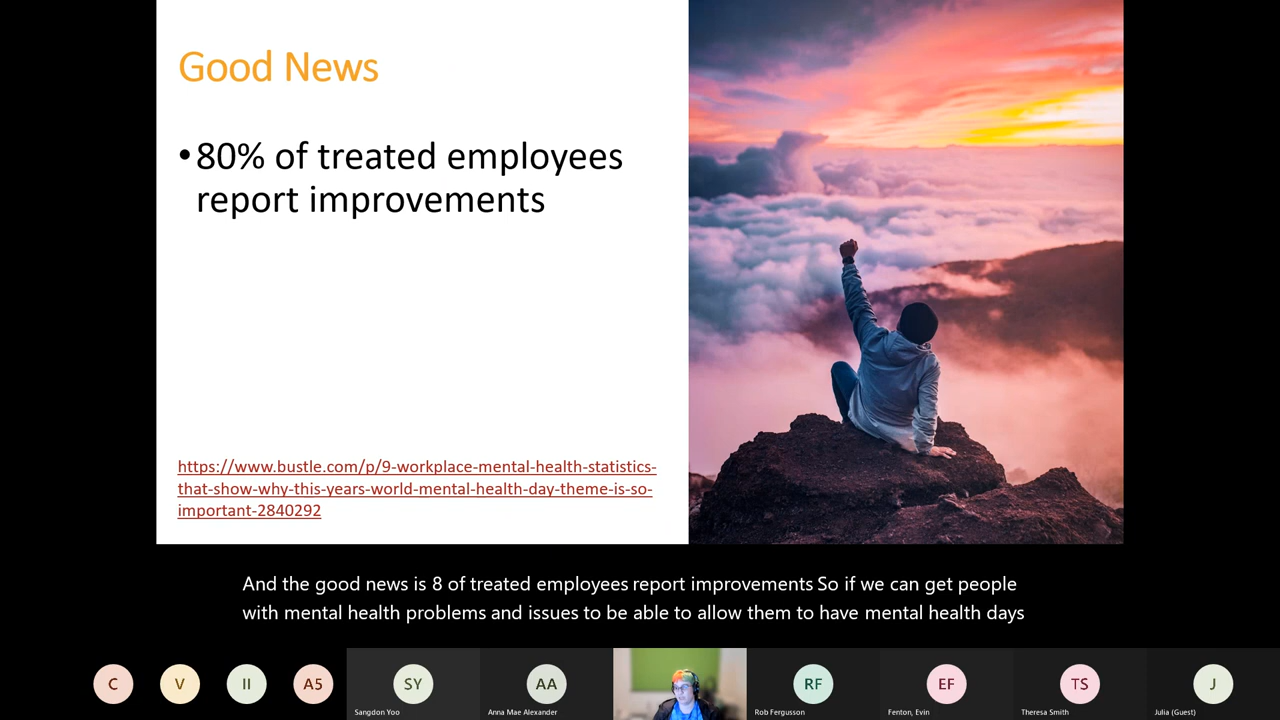 Good News
•80% of treated employees
report improvements
https://www.bustle.com/p/9-workplace-mental-health-statistics-
that-show-why-this-years-world-mental-health-day-theme-is-so-
important-2840292
And the good news is 8 of treated employees report improvements So if we can get people
with mental health problems and issues to be able to allow them to have mental health days
C
V
II
A5
SY
AA
RF
EF
TS
J
Sangdon Yoo
Anna Mae Alexander
Rob Fergusson
Fenton, Evin
Theresa Smith
Julia (Guest)